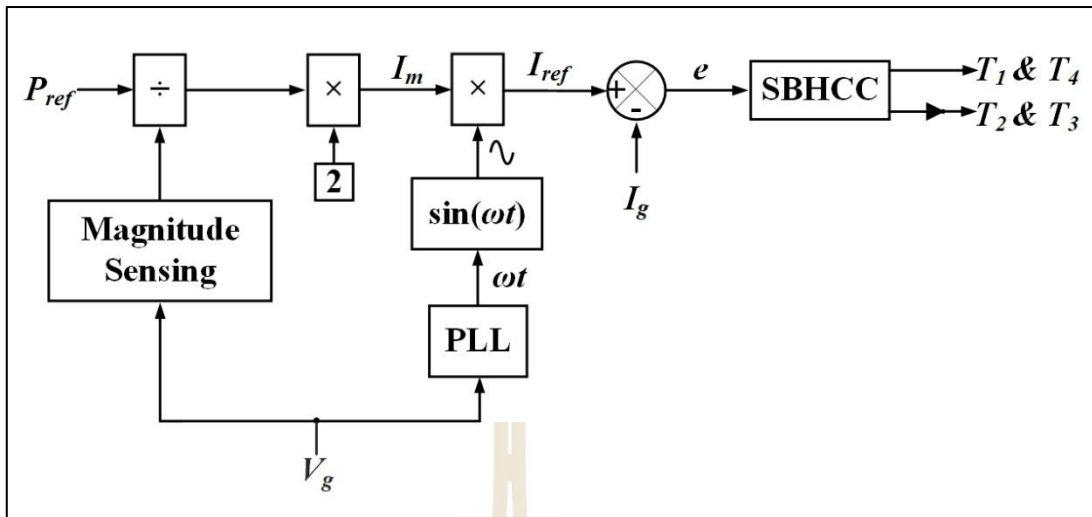 P_ref
÷
×
I_m
×
I_ref
+
-
e
SBHCC
T_1 & T_4
T_2 & T_3
2
I_g
Magnitude
Sensing
sin(ωt)
ωt
PLL
V_g